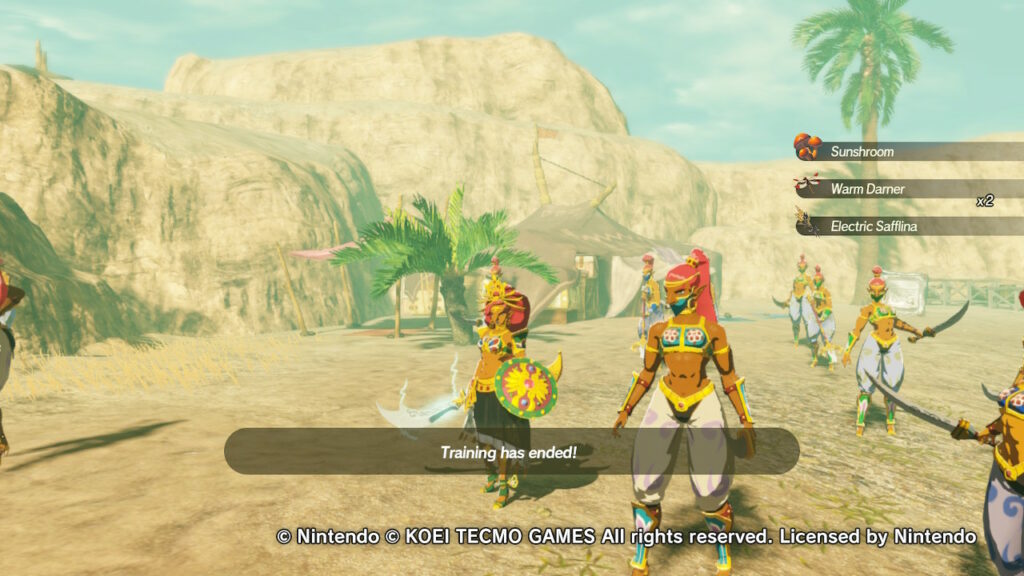 Sunshroom
Warm Darner
x2
Electric Safflina
Training has ended!
© Nintendo © KOEI TECMO GAMES All rights reserved. Licensed by Nintendo